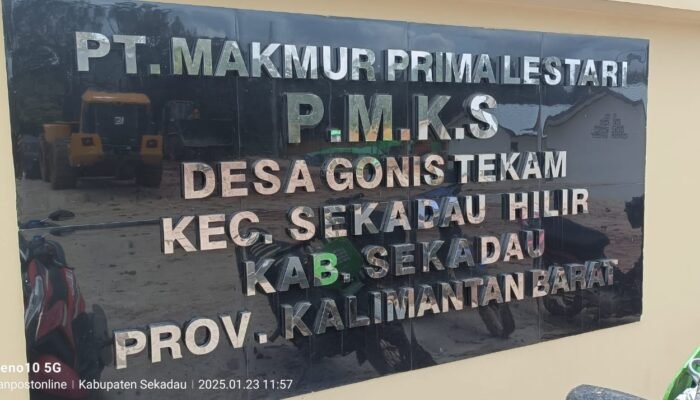 PT. MAKMUR PRIMA LESTARI
P.M.K.S
DESA GONIS TEKAM
KEC. SEKADAU HILIR
KAB. SEKADAU
PROV. KALIMANTAN BARAT
eno10 5G
anpostonline | Kabupaten Sekadau | 2025.01.23 11:57